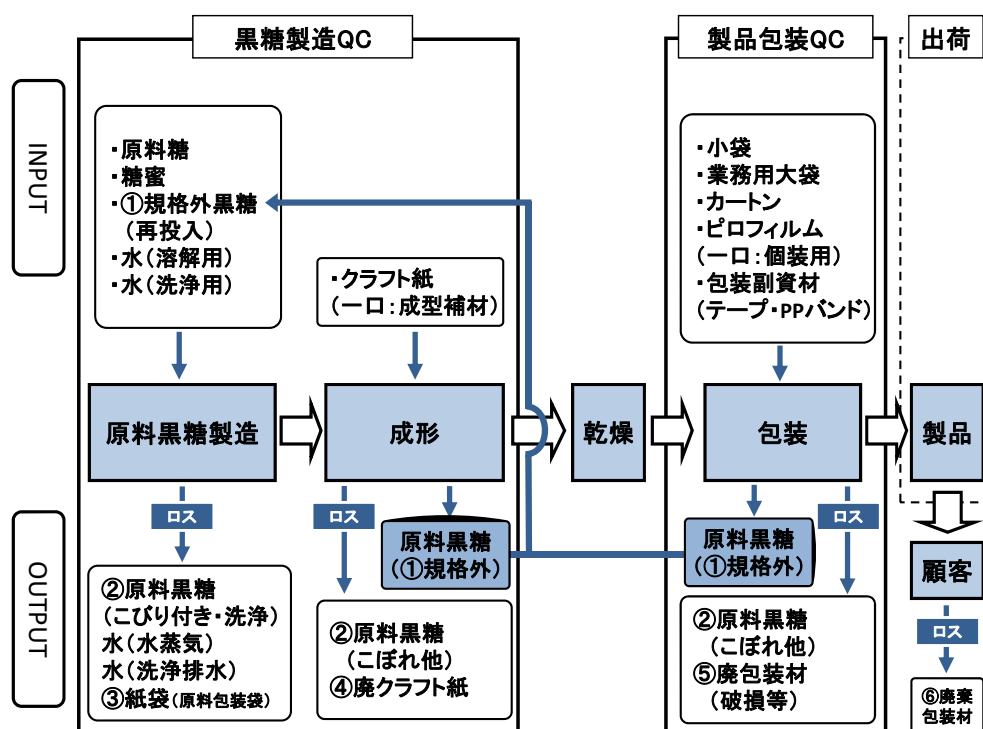 黒糖製造QC
製品包装QC
出荷
INPUT
・原料糖
・糖蜜
・①規格外黒糖
(再投入)
・水(溶解用)
・水(洗浄用)
・クラフト紙
(一口:成型補材)
・小袋
・業務用大袋
・カートン
・ピロフィルム
(一口:個装用)
・包装副資材
(テープ・PPバンド)
原料黒糖製造
成形
乾燥
包装
製品
OUTPUT
ロス
ロス
ロス
原料黒糖
(①規格外)
原料黒糖
(①規格外)
顧客
ロス
②原料黒糖
(こびり付き・洗浄)
水(水蒸気)
水(洗浄排水)
③紙袋(原料包装袋)
②原料黒糖
(こぼれ他)
④廃クラフト紙
②原料黒糖
(こぼれ他)
⑤廃包装材
(破損等)
⑥廃棄
包装材